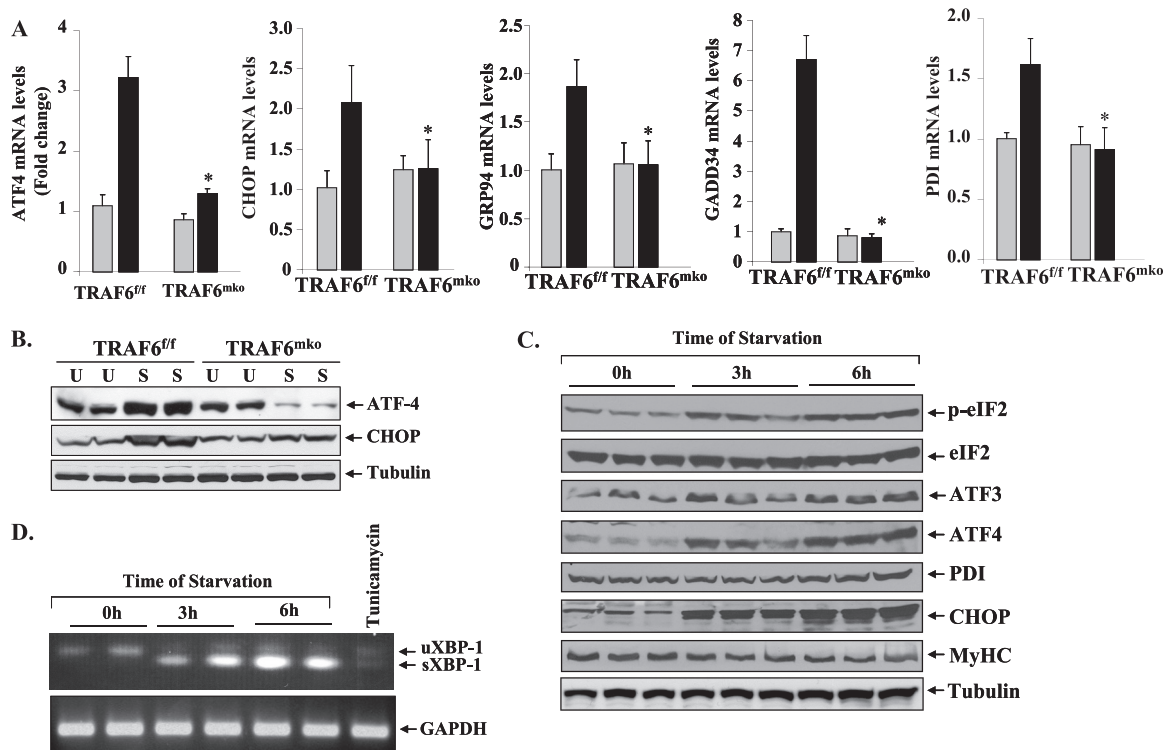 A
ATF4 mRNA levels
(Fold change)
4
3
2
1
0
*
TRAF6f/f TRAF6mko
CHOP mRNA levels
3.0
2.5
2.0
1.5
1.0
0.5
0.0
*
TRAF6f/f TRAF6mko
GRP94 mRNA levels
2.5
2.0
1.5
1.0
0.5
0.0
*
TRAF6f/f TRAF6mko
GADD34 mRNA levels
8
7
6
5
4
3
2
1
0
*
TRAF6f/f TRAF6mko
PDI mRNA levels
2.0
1.5
1.0
0.5
0.0
*
TRAF6f/f TRAF6mko
B.
TRAF6f/f TRAF6mko
U U S S U U S S
ATF-4
CHOP
Tubulin
C.
Time of Starvation
0h 3h 6h
p-eIF2
eIF2
ATF3
ATF4
PDI
CHOP
MyHC
Tubulin
D.
Time of Starvation
0h 3h 6h
Tunicamycin
uXBP-1
sXBP-1
GAPDH